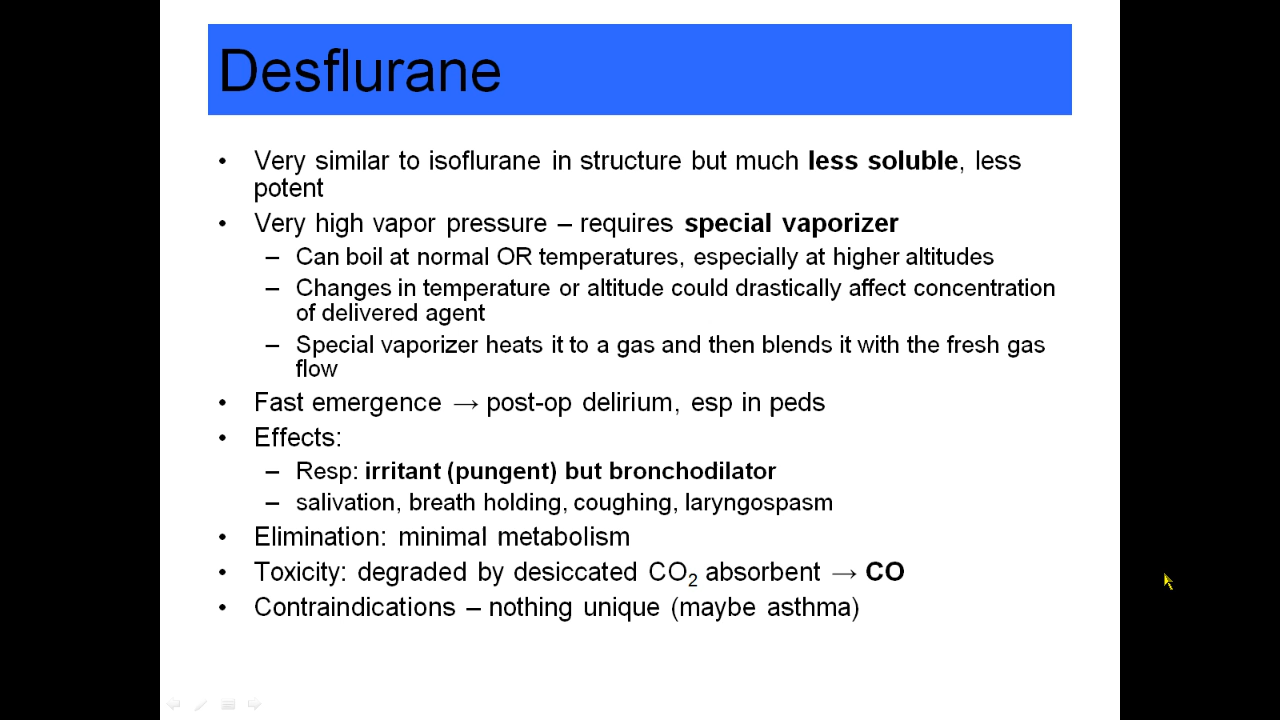 Desflurane
• Very similar to isoflurane in structure but much less soluble, less
potent
• Very high vapor pressure – requires special vaporizer
– Can boil at normal OR temperatures, especially at higher altitudes
– Changes in temperature or altitude could drastically affect concentration
of delivered agent
– Special vaporizer heats it to a gas and then blends it with the fresh gas
flow
• Fast emergence → post-op delirium, esp in peds
• Effects:
– Resp: irritant (pungent) but bronchodilator
– salivation, breath holding, coughing, laryngospasm
• Elimination: minimal metabolism
• Toxicity: degraded by desiccated CO₂ absorbent → CO
• Contraindications – nothing unique (maybe asthma)